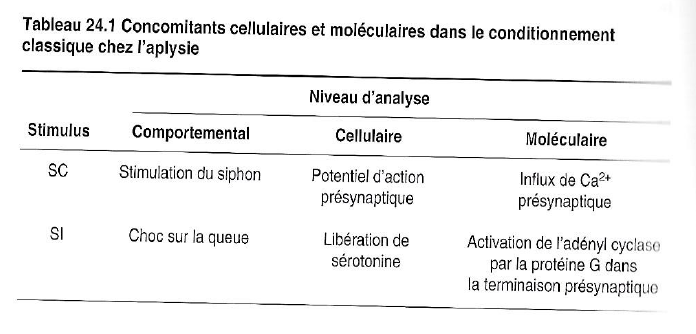 Tableau 24.1 Concomitants cellulaires et moléculaires dans le conditionnement
classique chez l'aplysie
Niveau d'analyse
Stimulus Comportemental Cellulaire Moléculaire
SC Stimulation du siphon Potentiel d'action Influx de Ca²⁺
présynaptique présynaptique
SI Choc sur la queue Libération de Activation de l'adényl cyclase
sérotonine par la protéine G dans
la terminaison présynaptique